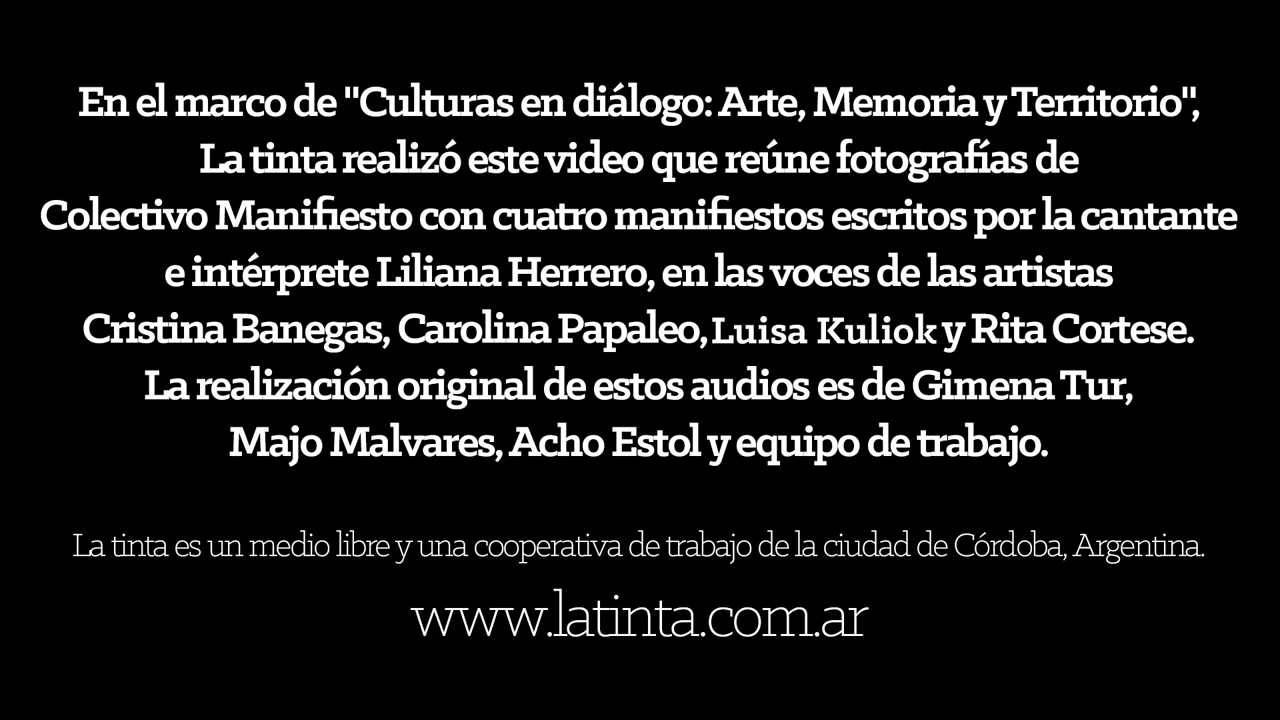 En el marco de "Culturas en diálogo: Arte, Memoria y Territorio",
La tinta realizó este video que reúne fotografías de
Colectivo Manifiesto con cuatro manifiestos escritos por la cantante
e intérprete Liliana Herrero, en las voces de las artistas
Cristina Banegas, Carolina Papaleo, Luisa Kuliok y Rita Cortese.
La realización original de estos audios es de Gimena Tur,
Majo Malvares, Acho Estol y equipo de trabajo.
La tinta es un medio libre y una cooperativa de trabajo de la ciudad de Córdoba, Argentina.
www.latinta.com.ar